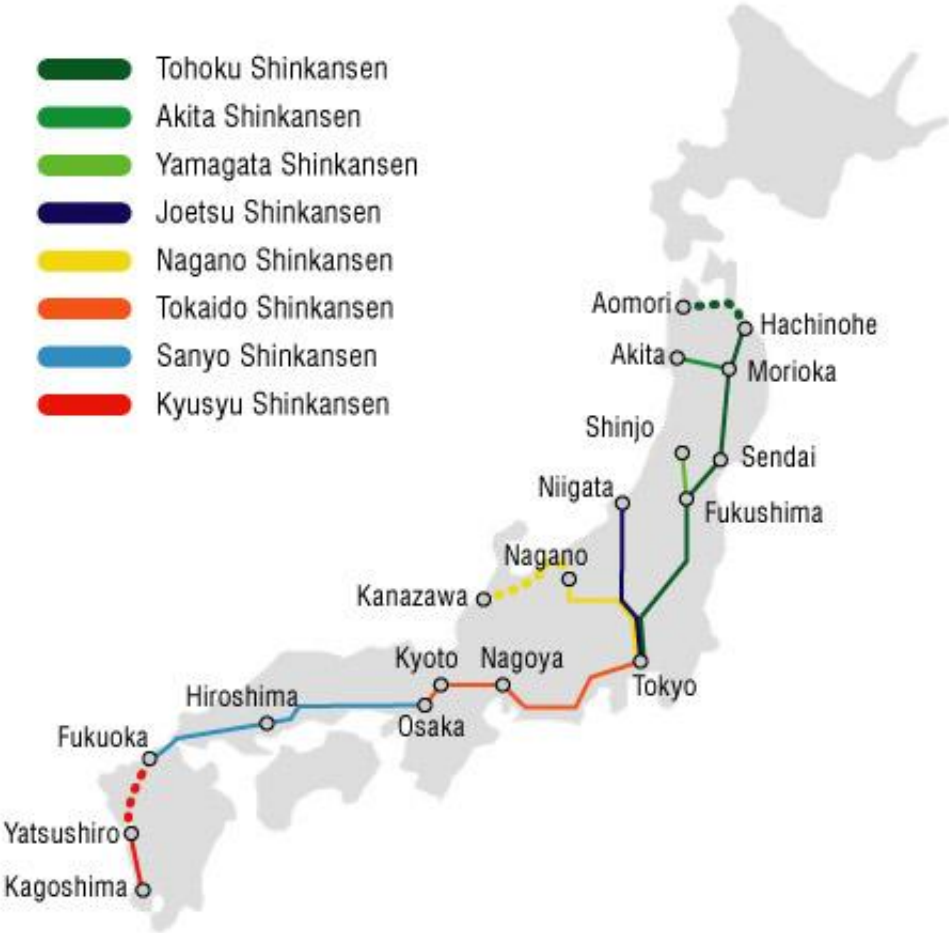 Tohoku Shinkansen
Akita Shinkansen
Yamagata Shinkansen
Joetsu Shinkansen
Nagano Shinkansen
Tokaido Shinkansen
Sanyo Shinkansen
Kyusyu Shinkansen
Aomori
Hachinohe
Akita
Morioka
Shinjo
Sendai
Niigata
Fukushima
Nagano
Kanazawa
Kyoto
Nagoya
Tokyo
Hiroshima
Osaka
Fukuoka
Yatsushiro
Kagoshima